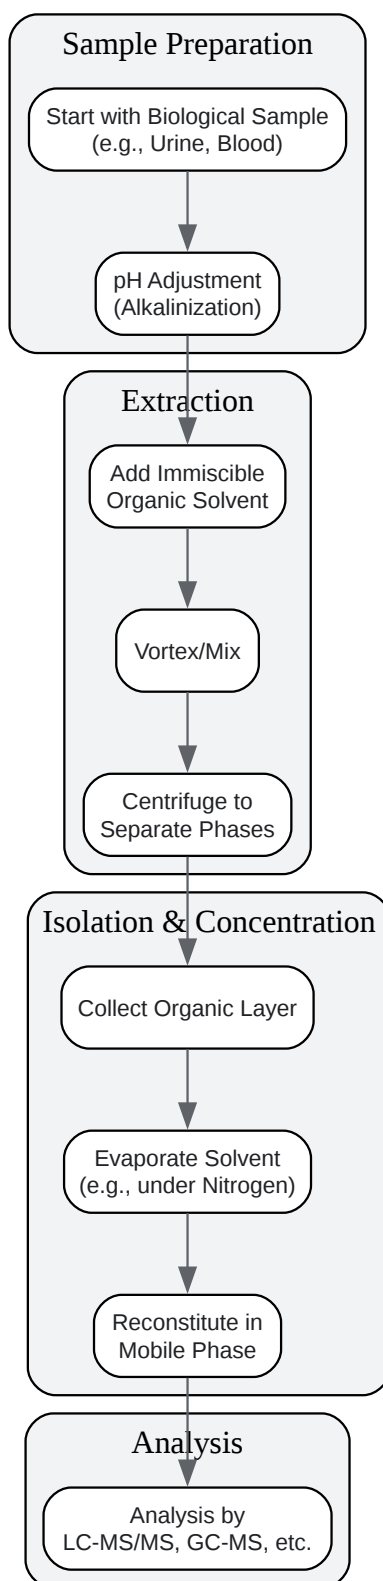 Sample Preparation
Start with Biological Sample
(e.g., Urine, Blood)
pH Adjustment
(Alkalinization)
Extraction
Add Immiscible
Organic Solvent
Vortex/Mix
Centrifuge to
Separate Phases
Isolation & Concentration
Collect Organic Layer
Evaporate Solvent
(e.g., under Nitrogen)
Reconstitute in
Mobile Phase
Analysis
Analysis by
LC-MS/MS, GC-MS, etc.